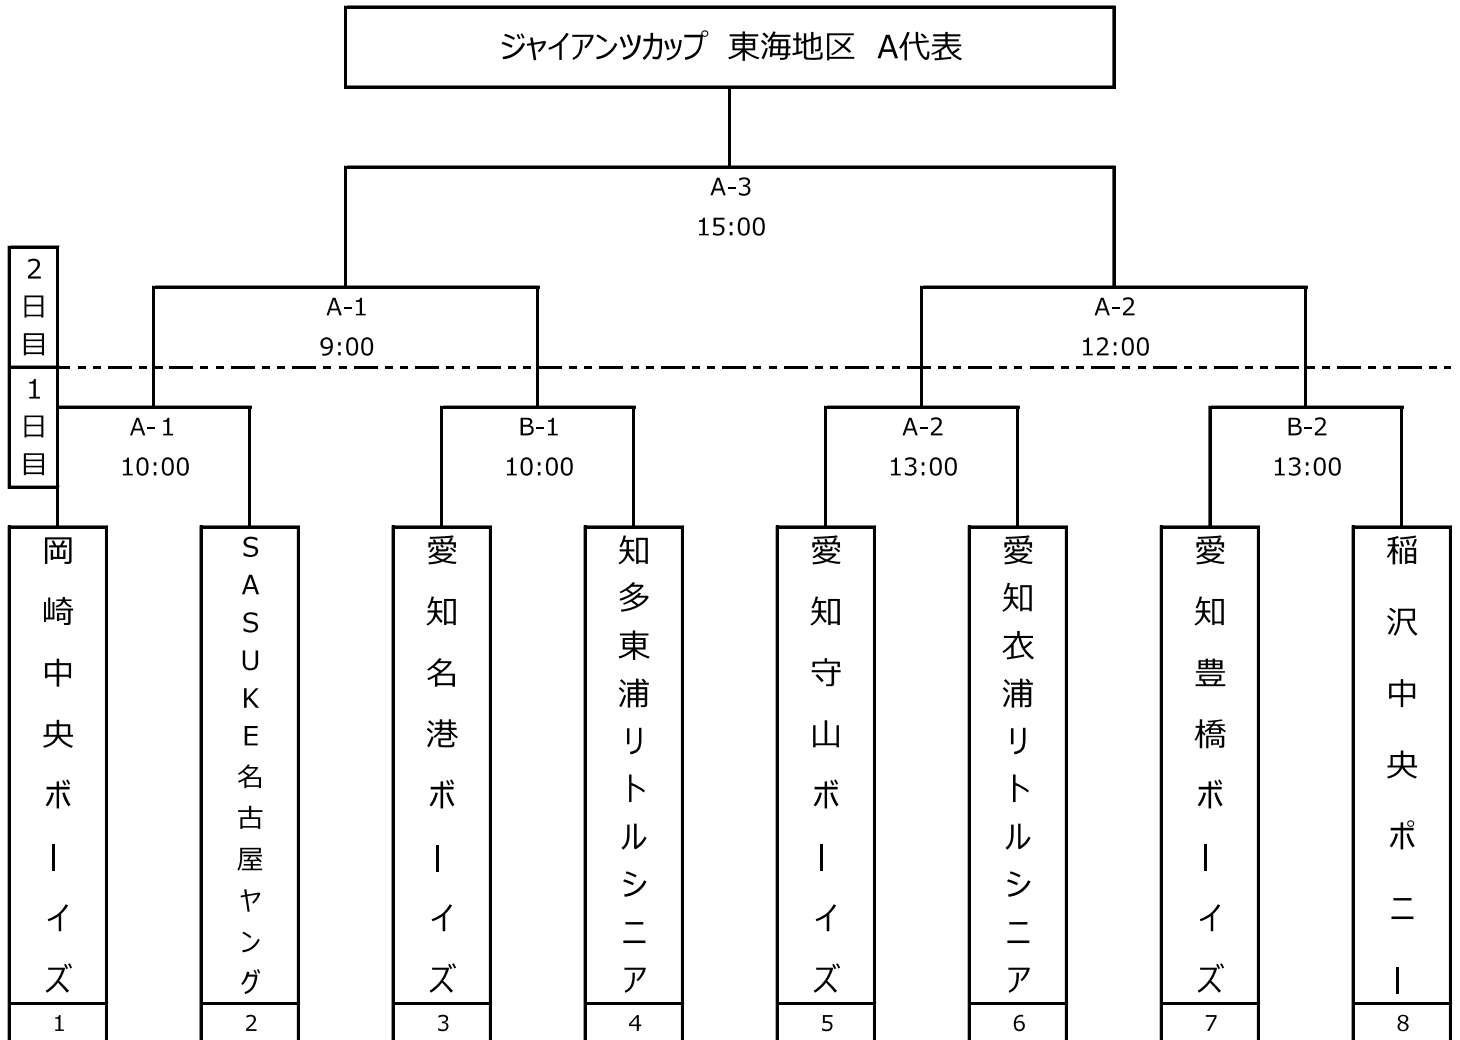 ジャイアンツカップ 東海地区 A代表
A-3
15:00
2日目
A-1
9:00
A-2
12:00
1日目
A-1
10:00
B-1
10:00
A-2
13:00
B-2
13:00
岡崎中央ボーイズ
SASUKE名古屋ヤング
愛知名港ボーイズ
知多東浦リトルシニア
愛知守山ボーイズ
愛知衣浦リトルシニア
愛知豊橋ボーイズ
稲沢中央ポニー
1
2
3
4
5
6
7
8